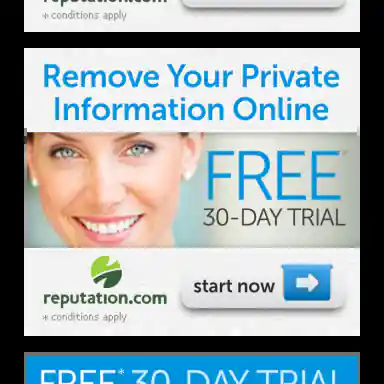 reputation.com
* conditions apply
Remove Your Private
Information Online
FREE*
30-DAY TRIAL
start now
reputation.com
* conditions apply
FREE* 30-DAY TRIAL